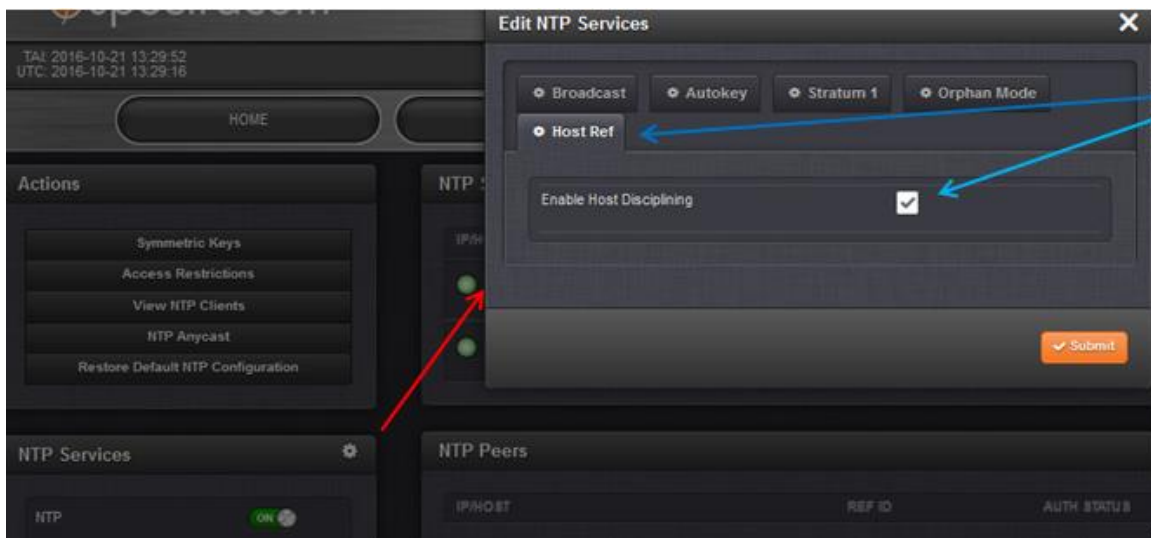 spectracom
Edit NTP Services
TAI: 2016-10-21 13:29:52
UTC: 2016-10-21 13:29:16
Broadcast
Autokey
Stratum 1
Orphan Mode
Host Ref
HOME
Actions
NTP
Enable Host Disciplining
Symmetric Keys
Access Restrictions
View NTP Clients
NTP Anycast
Restore Default NTP Configuration
Submit
NTP Services
NTP Peers
NTP
ON
IP/HOST
REF ID
AUTH STATUS